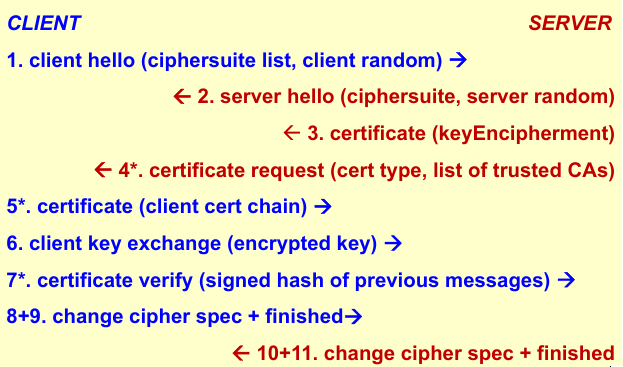 CLIENT SERVER
1. client hello (ciphersuite list, client random) →
← 2. server hello (ciphersuite, server random)
← 3. certificate (keyEncipherment)
← 4*. certificate request (cert type, list of trusted CAs)
5*. certificate (client cert chain) →
6. client key exchange (encrypted key) →
7*. certificate verify (signed hash of previous messages) →
8+9. change cipher spec + finished→
← 10+11. change cipher spec + finished